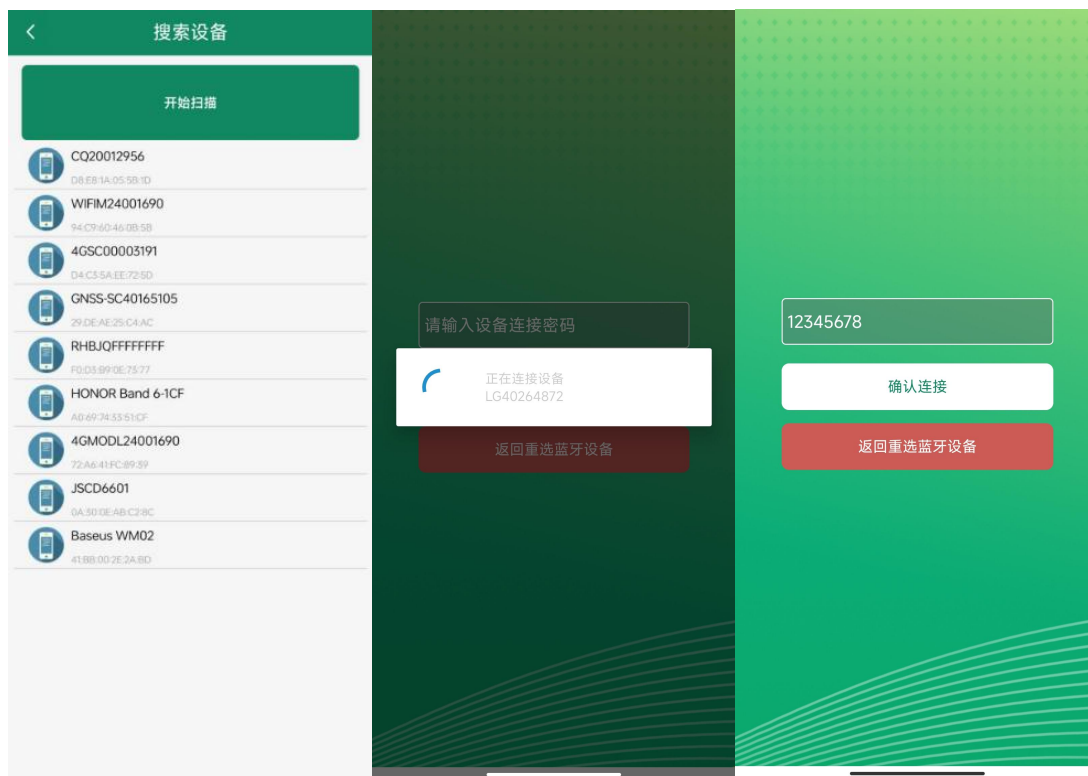 搜索设备
开始扫描
CQ20012956
D8:E8:1A:05:5B:1D
WIFIM24001690
94:C9:60:46:0B:5B
4GSC00003191
D4:C3:5A:EE:72:5D
GNSS-SC40165105
29:DE:AE:25:C4:AC
RHBJQFFFFFFF
F0:D3:B9:0E:75:77
HONOR Band 6-1CF
A0:69:74:33:51:CF
4GMODL24001690
72:A6:41:FC:89:39
JSCD6601
0A:50:0E:AB:C2:8C
Baseus WM02
41:BB:00:2E:2A:BD
请输入设备连接密码
正在连接设备
LG40264872
返回重选蓝牙设备
12345678
确认连接
返回重选蓝牙设备